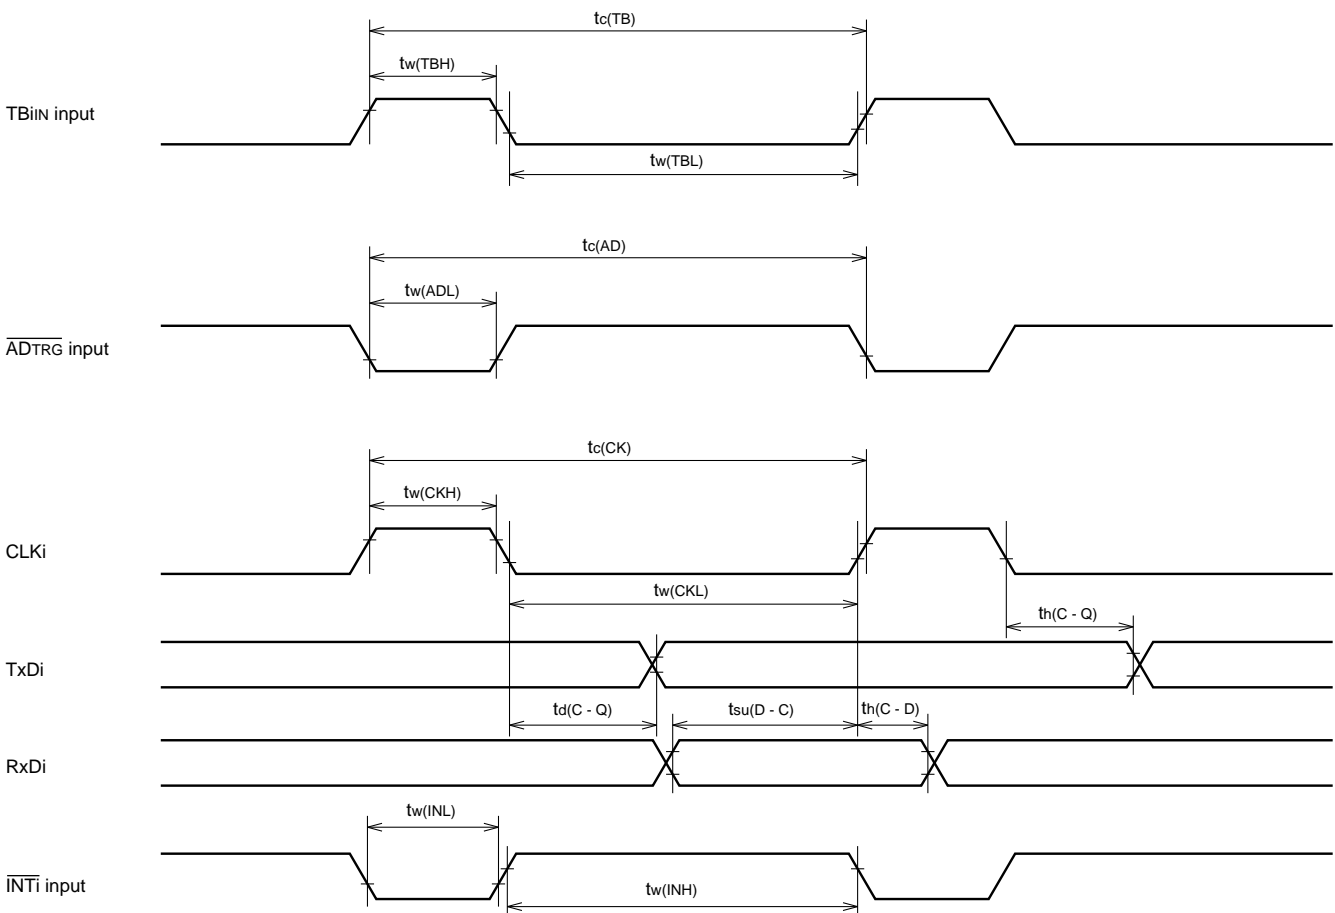 tc(TB)
tw(TBH)
TBiIN input
tw(TBL)
tc(AD)
tw(ADL)
ADTRG input
tc(CK)
tw(CKH)
CLKi
tw(CKL)
th(C - Q)
TxDi
td(C - Q)
tsu(D - C)
th(C - D)
RxDi
tw(INL)
INTi input
tw(INH)